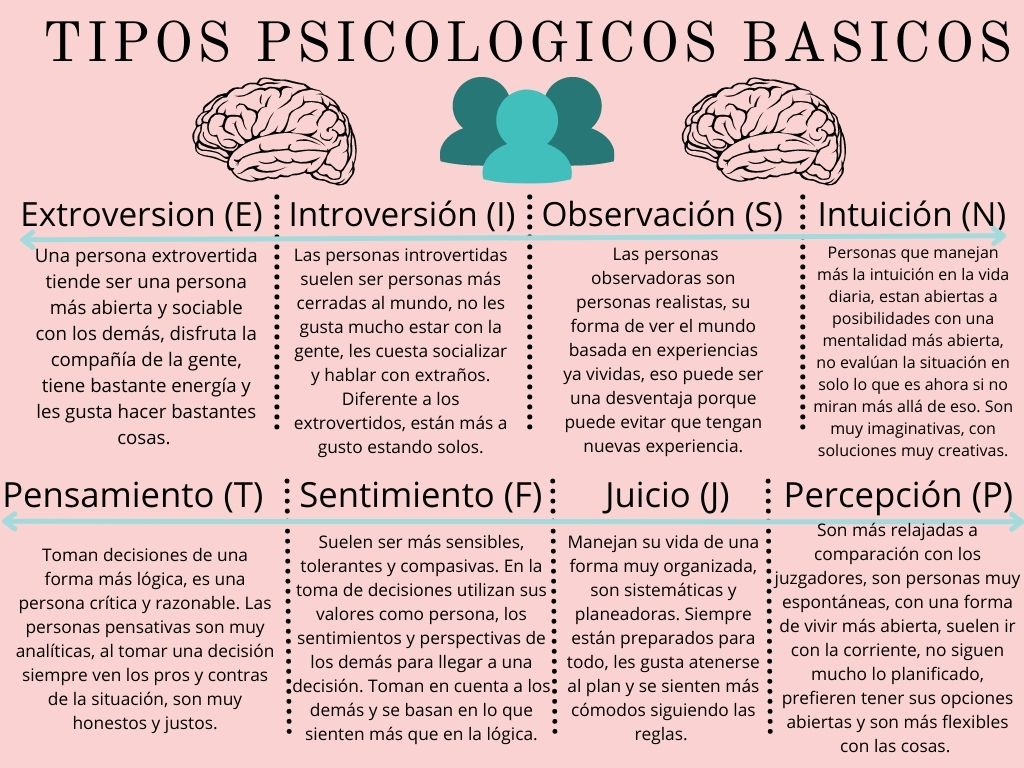 TIPOS PSICOLOGICOS BASICOS
Extroversion (E)
Una persona extrovertida
tiende ser una persona
más abierta y sociable
con los demás, disfruta la
compañía de la gente,
tiene bastante energía y
les gusta hacer bastantes
cosas.
Introversión (I)
Las personas introvertidas
suelen ser personas más
cerradas al mundo, no les
gusta mucho estar con la
gente, les cuesta socializar
y hablar con extraños.
Diferente a los
extrovertidos, están más a
gusto estando solos.
Observación (S)
Las personas
observadoras son
personas realistas, su
forma de ver el mundo
basada en experiencias
ya vividas, eso puede ser
una desventaja porque
puede evitar que tengan
nuevas experiencia.
Intuición (N)
Personas que manejan
más la intuición en la vida
diaria, estan abiertas a
posibilidades con una
mentalidad más abierta,
no evalúan la situación en
solo lo que es ahora si no
miran más allá de eso. Son
muy imaginativas, con
soluciones muy creativas.
Pensamiento (T)
Toman decisiones de una
forma más lógica, es una
persona crítica y razonable. Las
personas pensativas son muy
analíticas, al tomar una decisión
siempre ven los pros y contras
de la situación, son muy
honestos y justos.
Sentimiento (F)
Suelen ser más sensibles,
tolerantes y compasivas. En la
toma de decisiones utilizan sus
valores como persona, los
sentimientos y perspectivas de
los demás para llegar a una
decisión. Toman en cuenta a los
demás y se basan en lo que
sienten más que en la lógica.
Juicio (J)
Manejan su vida de una
forma muy organizada,
son sistemáticas y
planeadoras. Siempre
están preparados para
todo, les gusta atenerse
al plan y se sienten más
cómodos siguiendo las
reglas.
Percepción (P)
Son más relajadas a
comparación con los
juzgadores, son personas muy
espontáneas, con una forma
de vivir más abierta, suelen ir
con la corriente, no siguen
mucho lo planificado,
prefieren tener sus opciones
abiertas y son más flexibles
con las cosas.